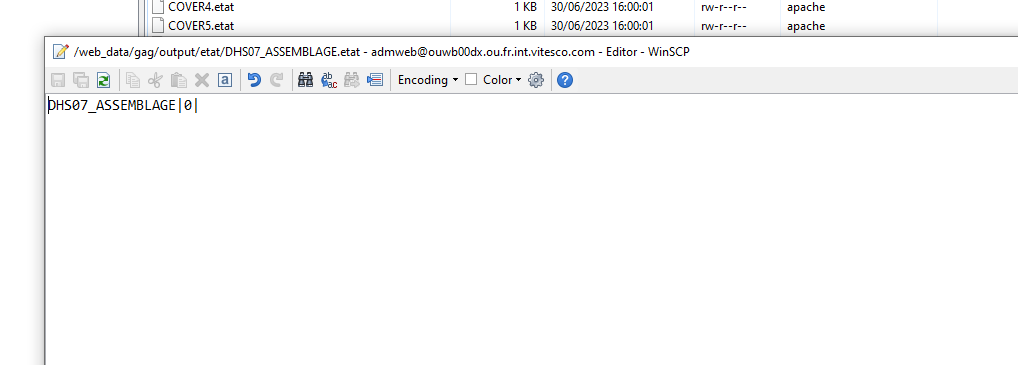 COVER4.etat 1 KB 30/06/2023 16:00:01 rw-r--r-- apache
COVER5.etat 1 KB 30/06/2023 16:00:01 rw-r--r-- apache
/web_data/gag/output/etat/DHS07_ASSEMBLAGE.etat - admweb@ouwb00dx.ou.fr.int.vitesco.com - Editor - WinSCP
Encoding Color
DHS07_ASSEMBLAGE|0|